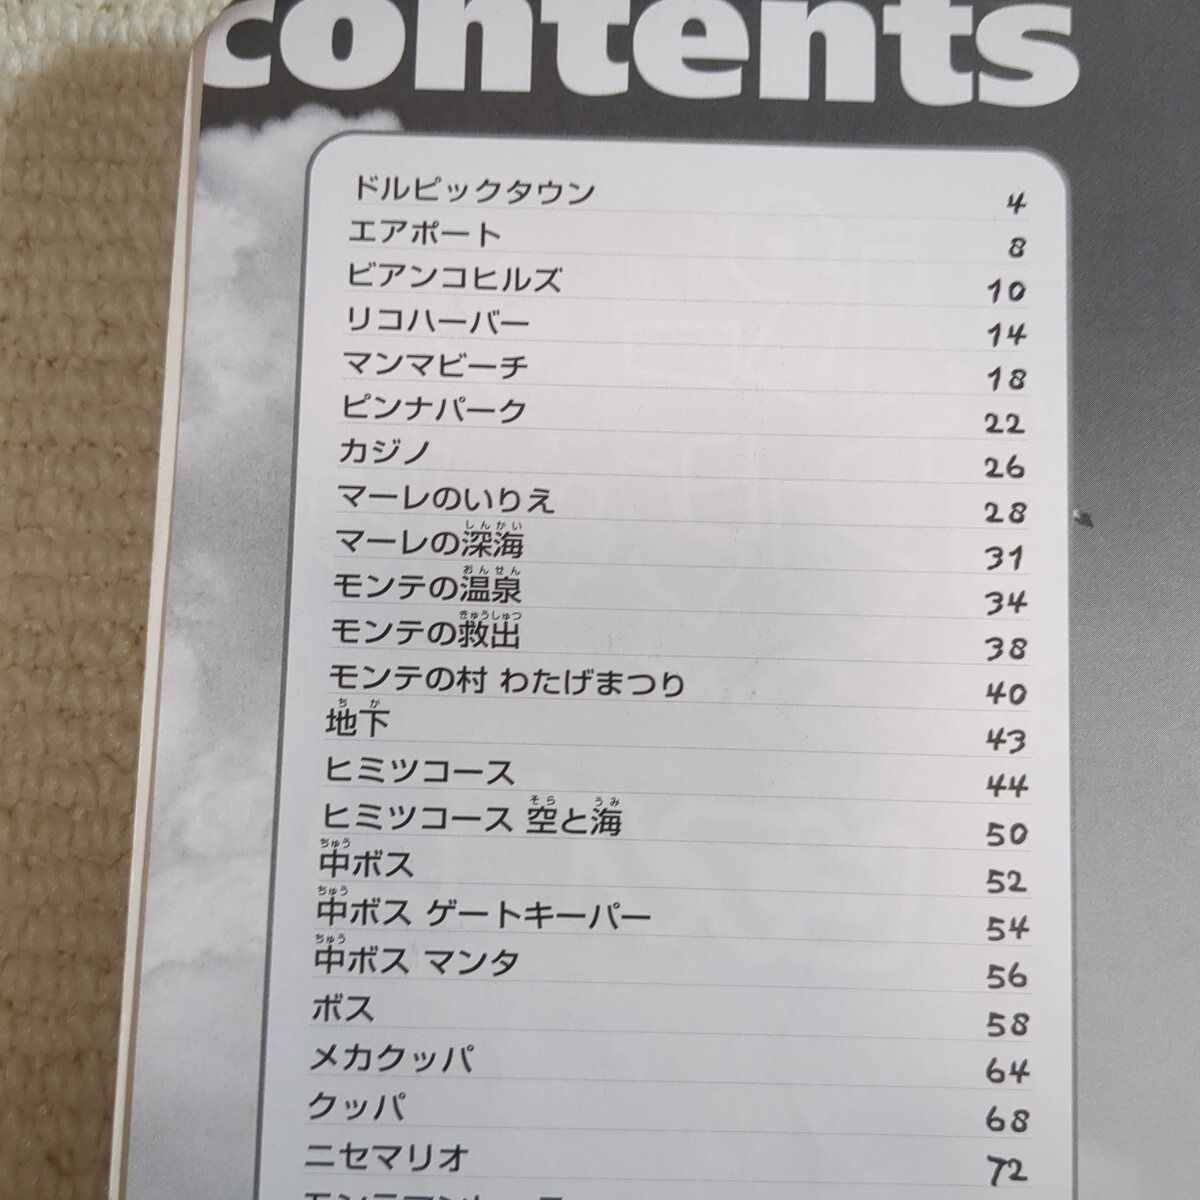 contents
ドルピックタウン 4
エアポート 8
ビアンコヒルズ 10
リコハーバー 14
マンマビーチ 18
ピンナパーク 22
カジノ 26
マーレのいりえ 28
しんかい
マーレの深海 31
おんせん
モンテの温泉 34
きゅうしゅつ
モンテの救出 38
モンテの村 わたげまつり 40
ちか
地下 43
ヒミツコース 44
そら うみ
ヒミツコース 空と海 50
ちゅう
中ボス 52
ちゅう
中ボス ゲートキーパー 54
ちゅう
中ボス マンタ 56
ボス 58
メカクッパ 64
クッパ 68
ニセマリオ 72